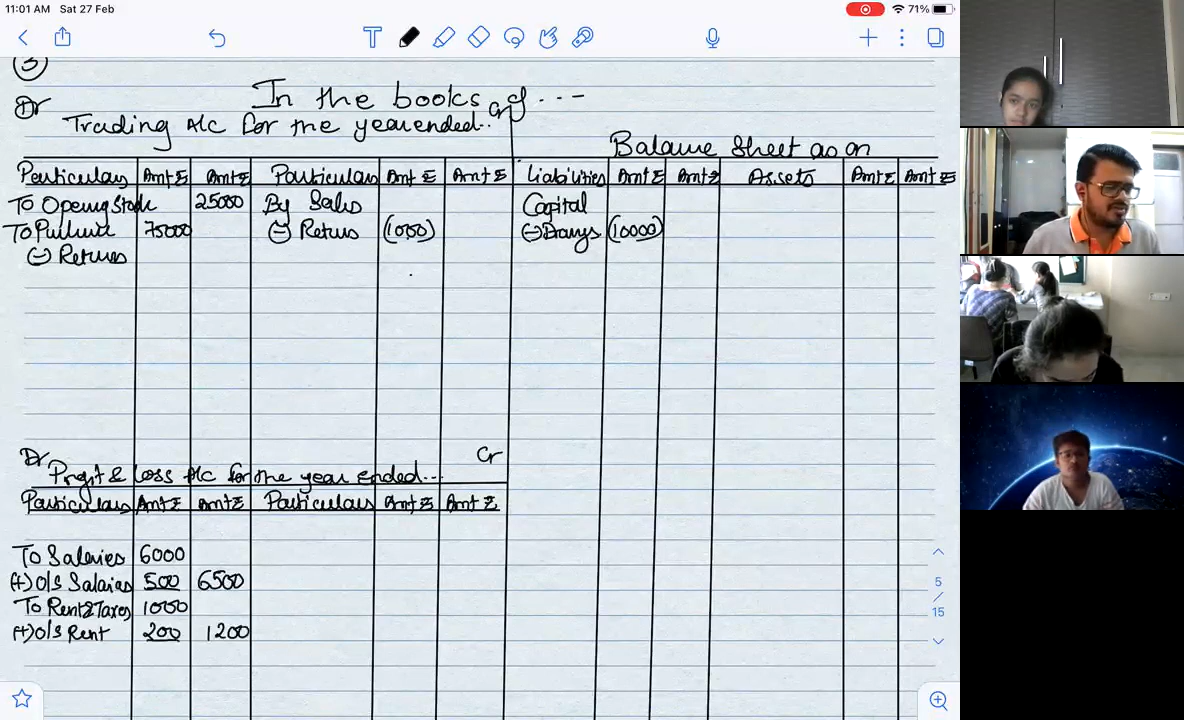 11:01 AM Sat 27 Feb
71%
3
In the books of ...
Dr Cr
Trading A/c for the year ended..
Balance Sheet as on
Particulars Amt ₹ Amt ₹ Particulars Amt ₹ Amt ₹ Liabilities Amt ₹ Amt ₹ Assets Amt ₹ Amt ₹
To Opening Stock 25000 By Sales Capital
To Purchase 75000 (-) Returns (1000) (-) Drawgs (10000)
(-) Returns
Dr Cr
Profit & Loss A/c for the year ended...
Particulars Amt ₹ Amt ₹ Particulars Amt ₹ Amt ₹
To Salaries 6000
(+) O/S Salaries 500 6500
To Rent & Taxes 1000
(+) O/S Rent 200 1200
5
/
15